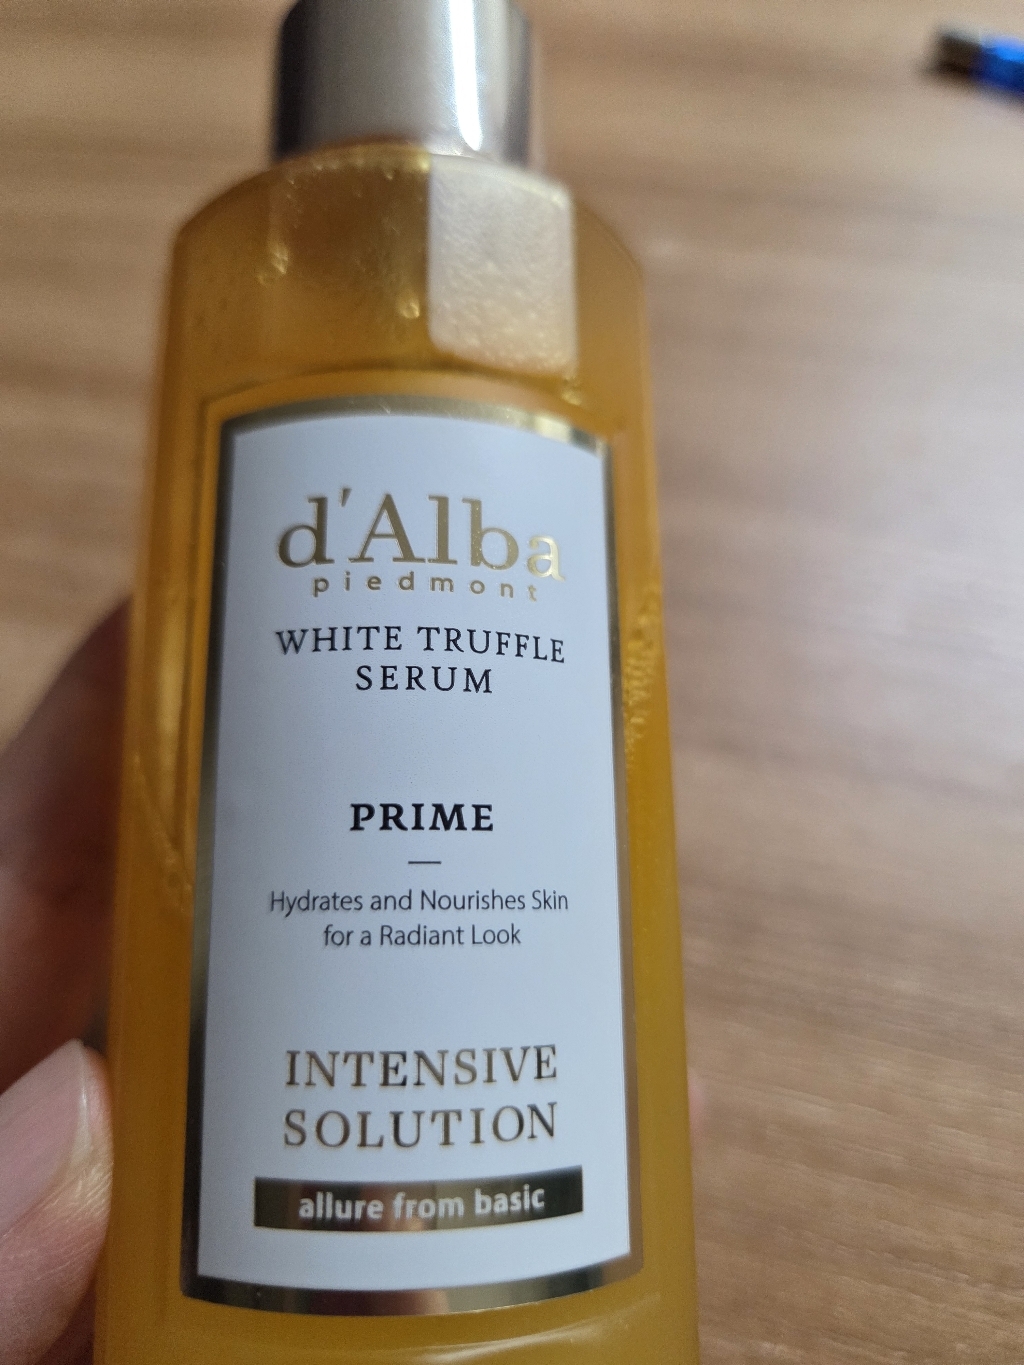 d'Alba
piedmont
WHITE TRUFFLE
SERUM
PRIME
Hydrates and Nourishes Skin
for a Radiant Look
INTENSIVE
SOLUTION
allure from basic